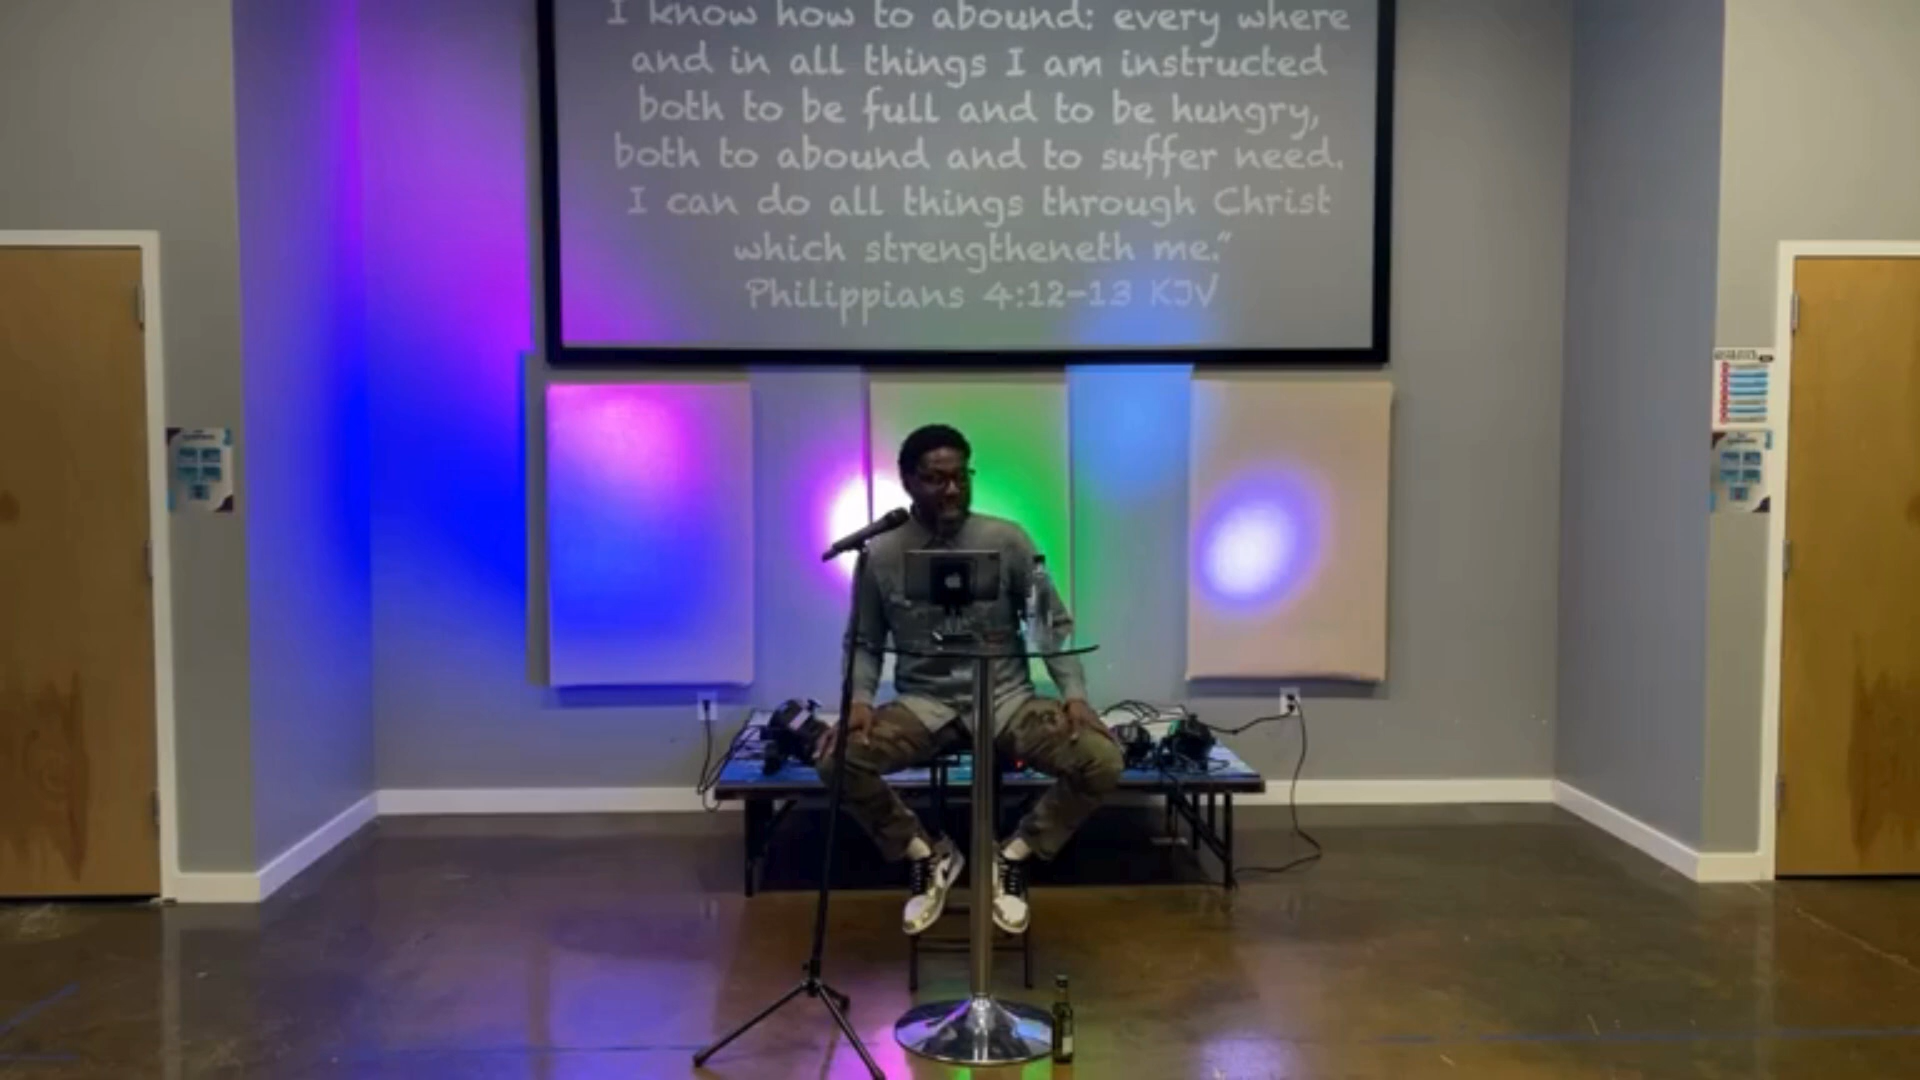 I know how to abound: every where
and in all things I am instructed
both to be full and to be hungry,
both to abound and to suffer need.
I can do all things through Christ
which strengtheneth me.”
Philippians 4:12-13 KJV